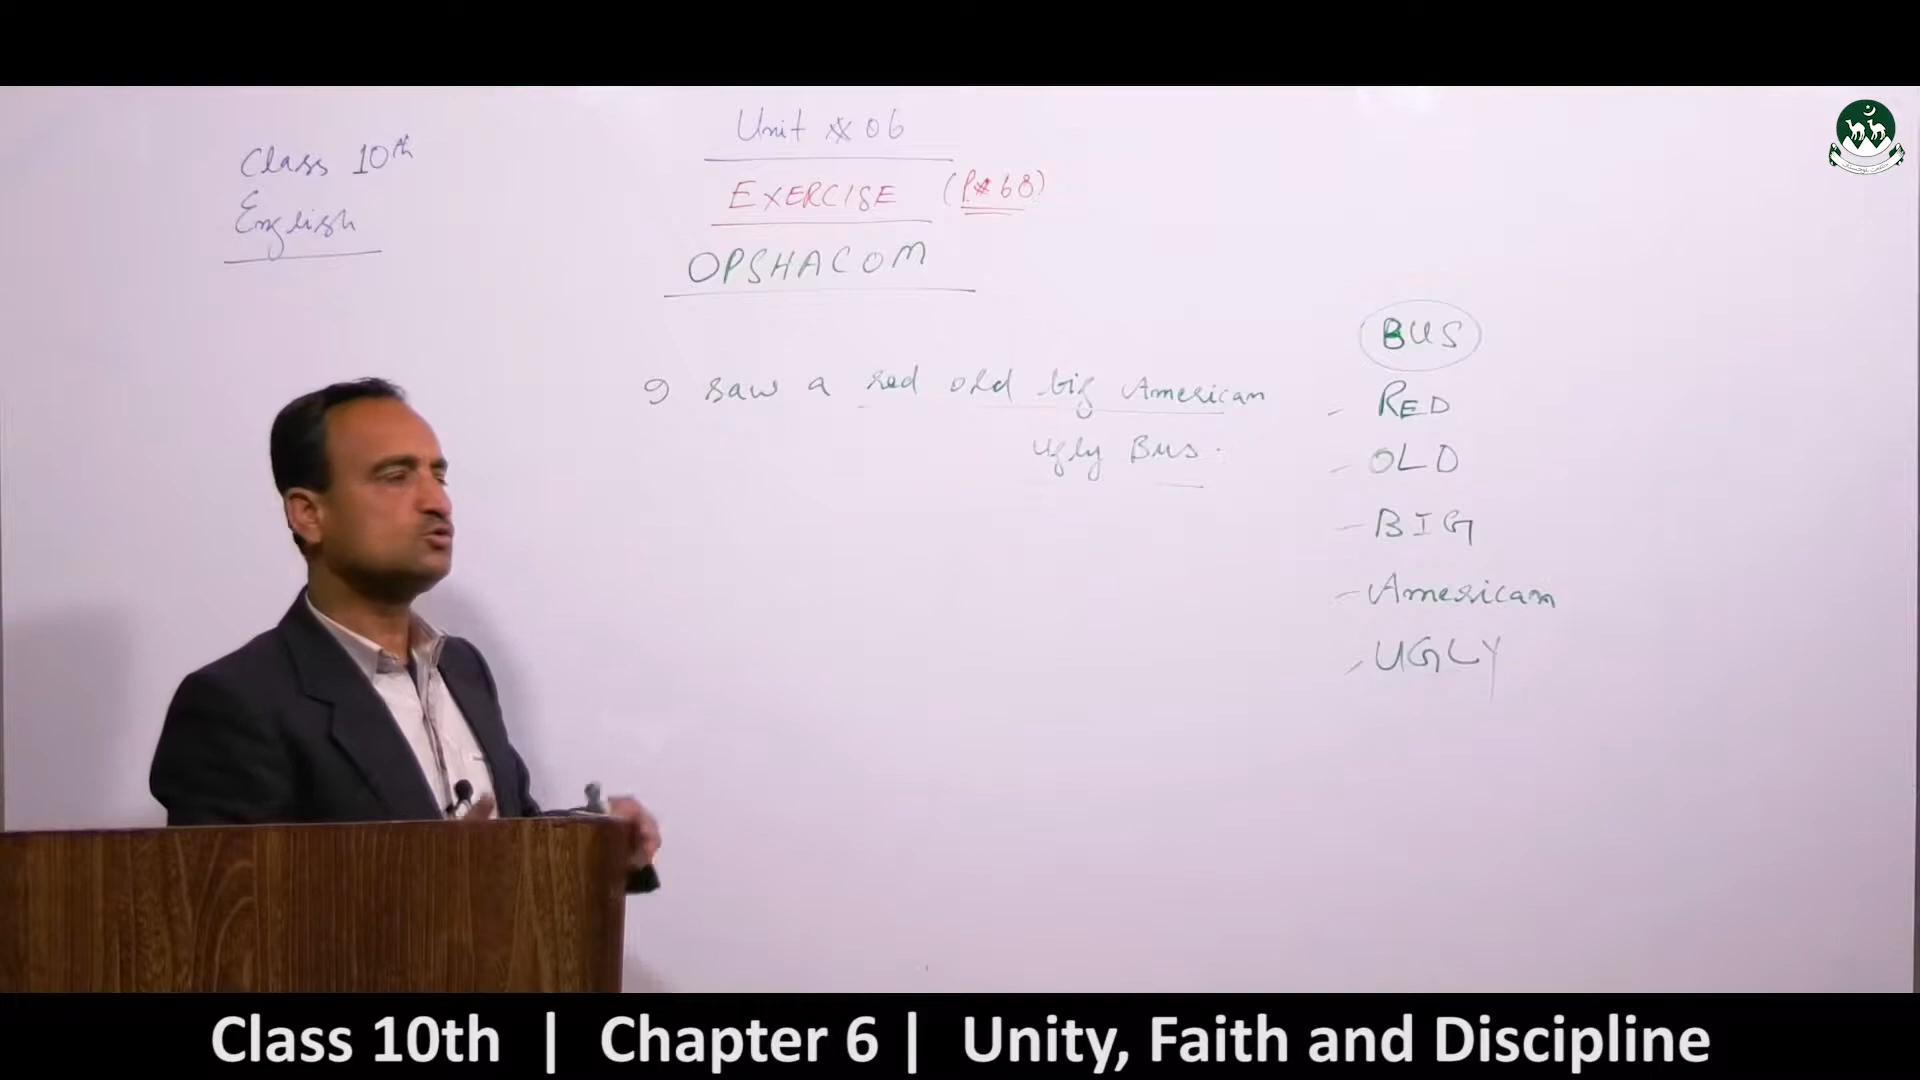 Class 10th
English
Unit # 06
EXERCISE (P# 68)
OPSHACOM
I saw a red old big American
ugly Bus.
BUS
- RED
- OLD
- BIG
- American
- UGLY
Class 10th | Chapter 6 | Unity, Faith and Discipline